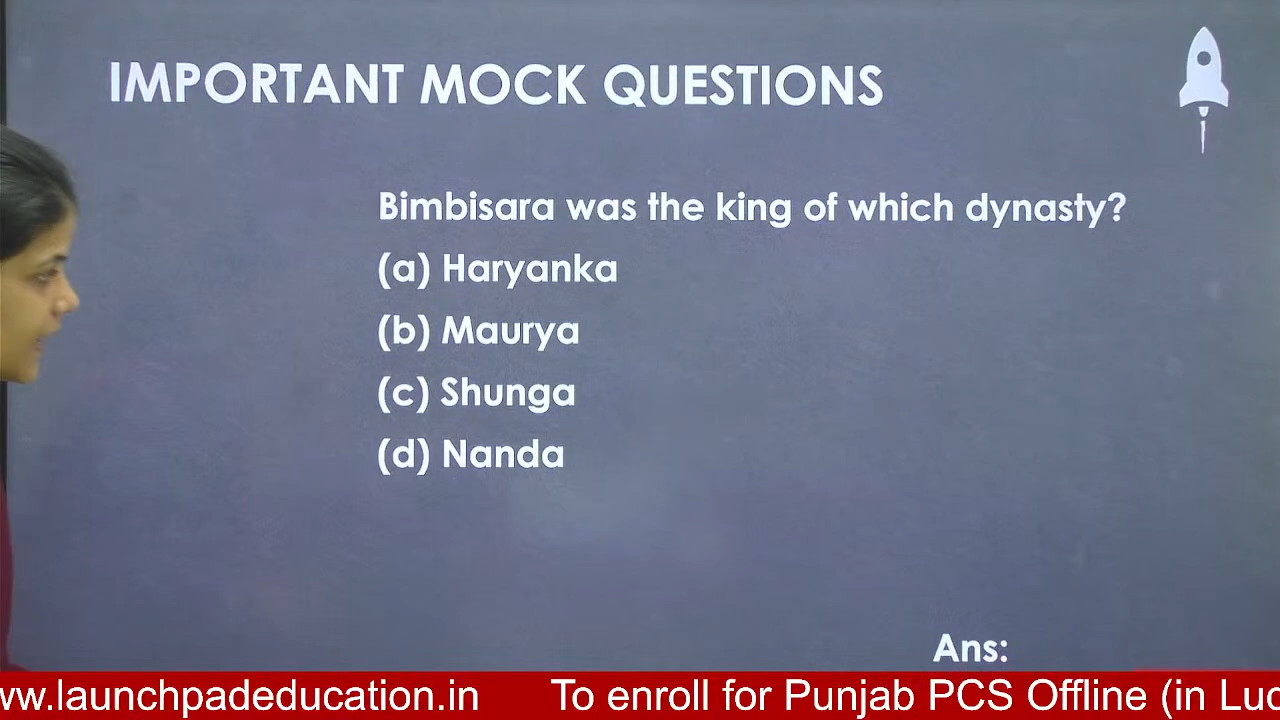 IMPORTANT MOCK QUESTIONS
Bimbisara was the king of which dynasty?
(a) Haryanka
(b) Maurya
(c) Shunga
(d) Nanda
Ans:
ww.launchpadeducation.in To enroll for Punjab PCS Offline (in Luc